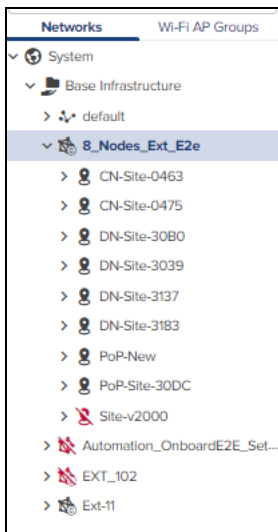 Networks Wi-Fi AP Groups
System
Base Infrastructure
default
8_Nodes_Ext_E2e
CN-Site-0463
CN-Site-0475
DN-Site-30B0
DN-Site-3039
DN-Site-3137
DN-Site-3183
PoP-New
PoP-Site-30DC
Site-v2000
Automation_OnboardE2E_Set...
EXT_102
Ext-11